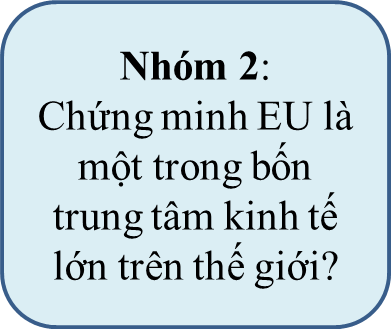 Nhóm 2:
Chứng minh EU là
một trong bốn
trung tâm kinh tế
lớn trên thế giới?